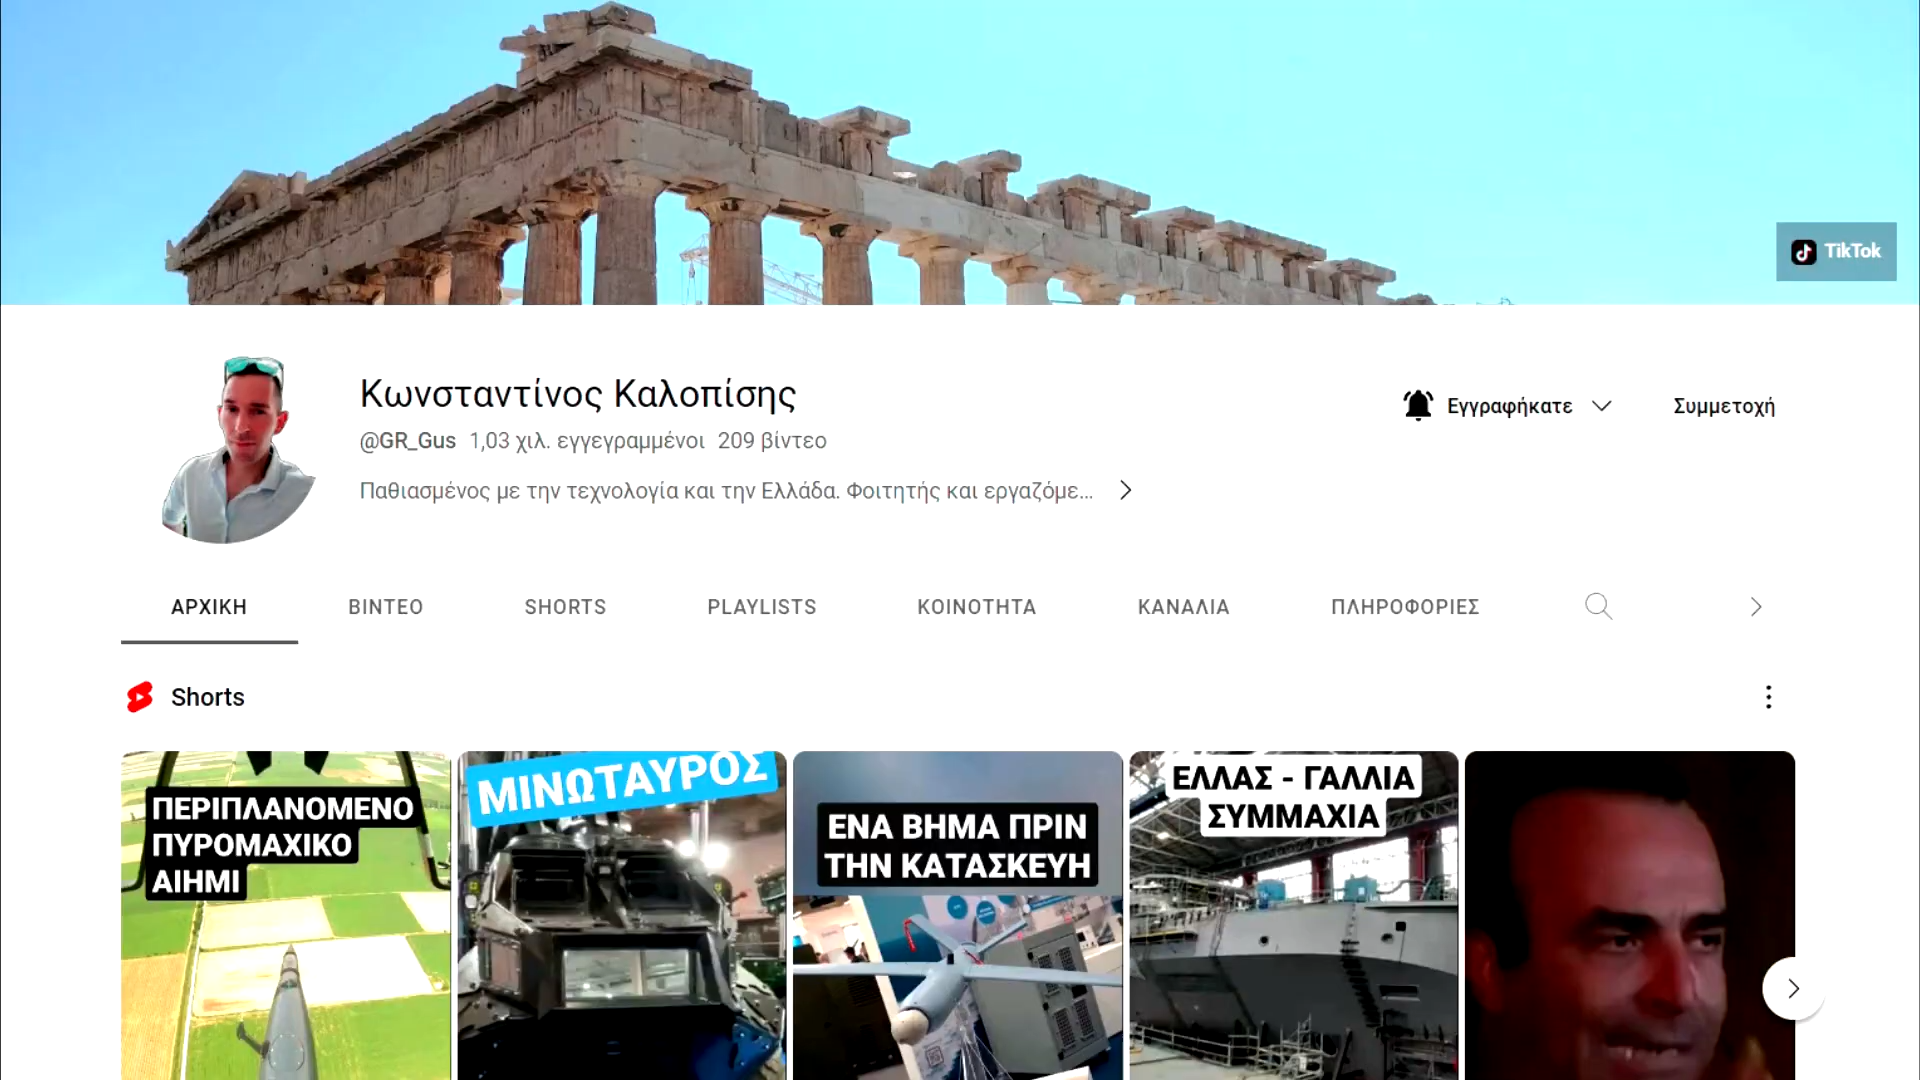 TikTok
Κωνσταντίνος Καλοπίσης
@GR_Gus 1,03 χιλ. εγγεγραμμένοι 209 βίντεο
Παθιασμένος με την τεχνολογία και την Ελλάδα. Φοιτητής και εργαζόμε...
Εγγραφήκατε
Συμμετοχή
ΑΡΧΙΚΗ ΒΙΝΤΕΟ SHORTS PLAYLISTS ΚΟΙΝΟΤΗΤΑ ΚΑΝΑΛΙΑ ΠΛΗΡΟΦΟΡΙΕΣ
Shorts
ΠΕΡΙΠΛΑΝΟΜΕΝΟ
ΠΥΡΟΜΑΧΙΚΟ
ΑΙΗΜΙ
ΜΙΝΩΤΑΥΡΟΣ
ΕΝΑ ΒΗΜΑ ΠΡΙΝ
ΤΗΝ ΚΑΤΑΣΚΕΥΗ
ΕΛΛΑΣ - ΓΑΛΛΙΑ
ΣΥΜΜΑΧΙΑ